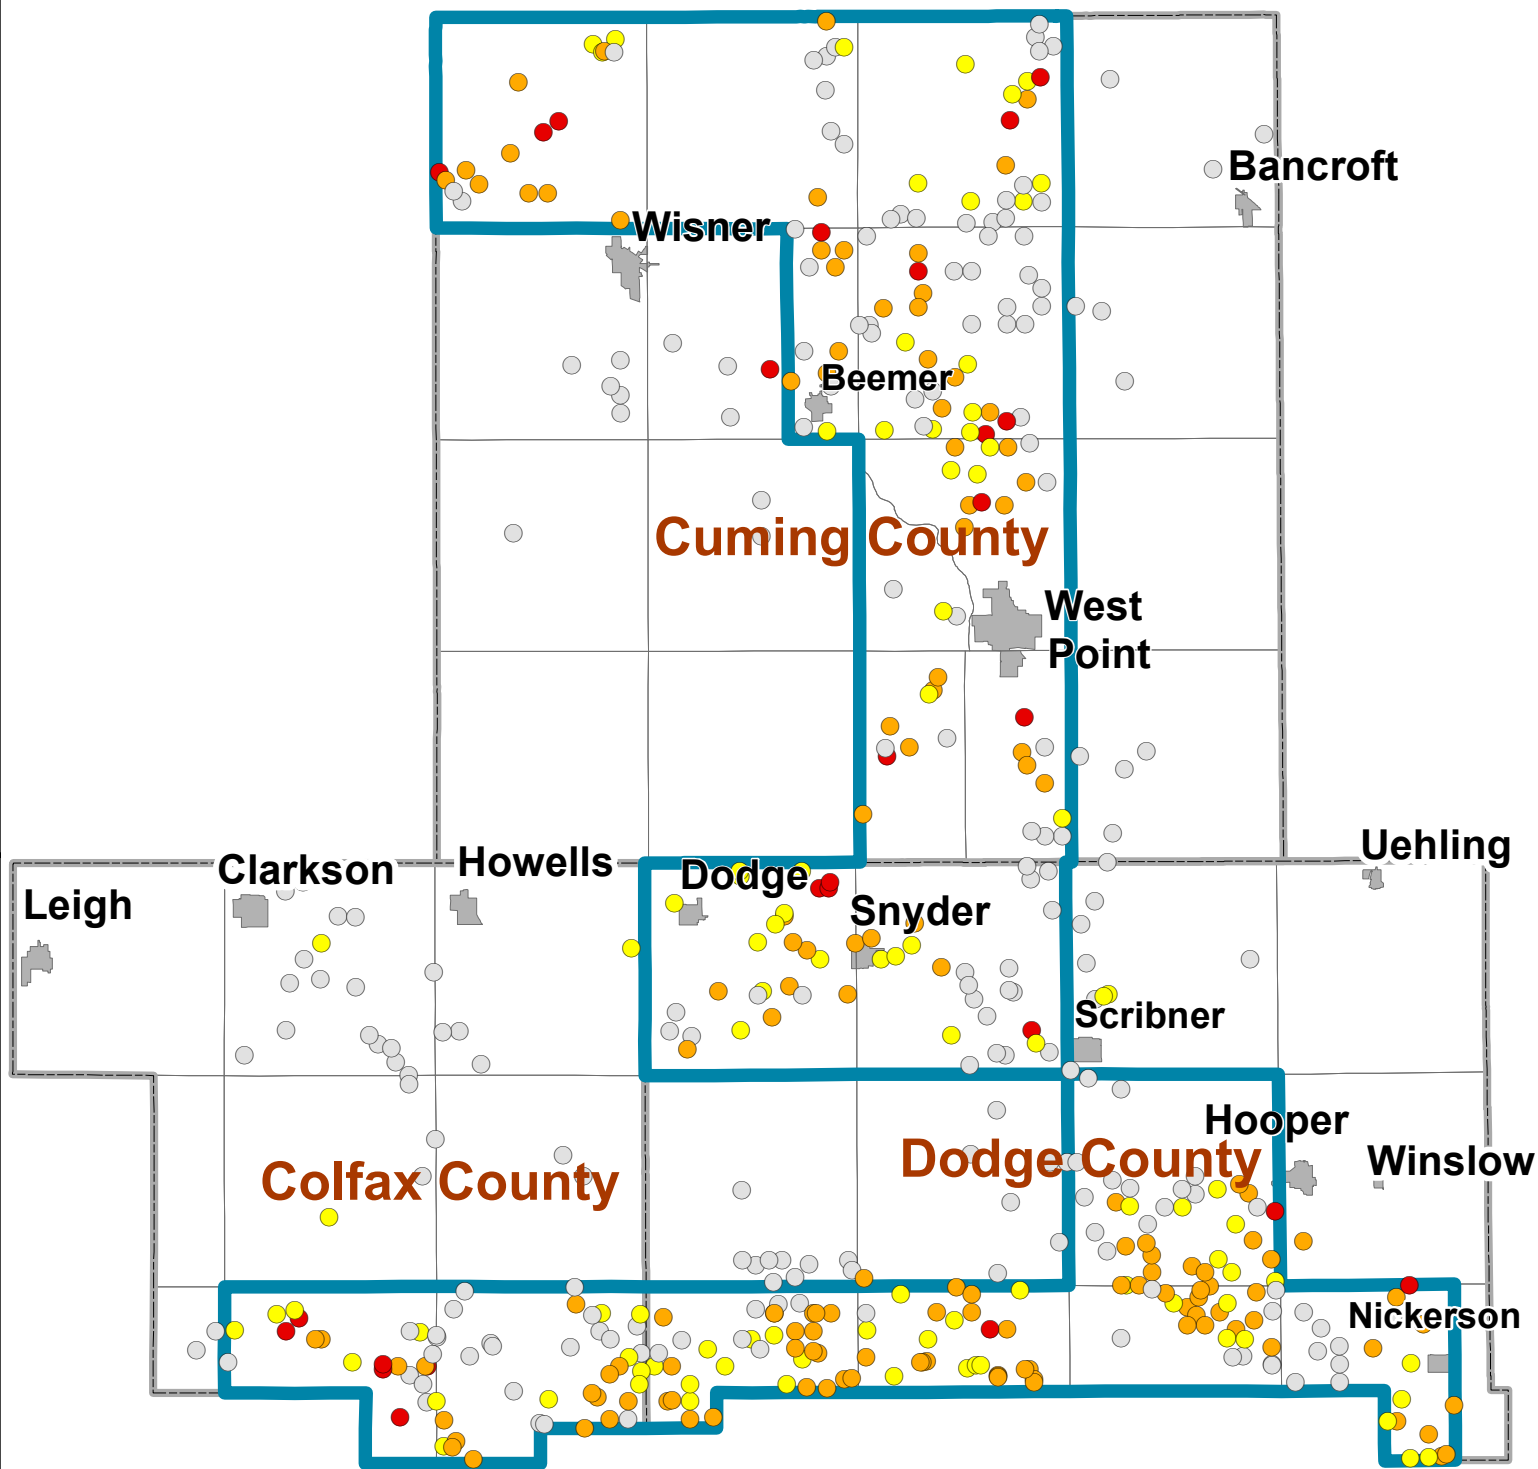 Bancroft
Wisner
Beemer
Cuming County
West
Point
Uehling
Clarkson
Howells
Dodge
Leigh
Snyder
Scribner
Hooper
Dodge County
Winslow
Colfax County
Nickerson